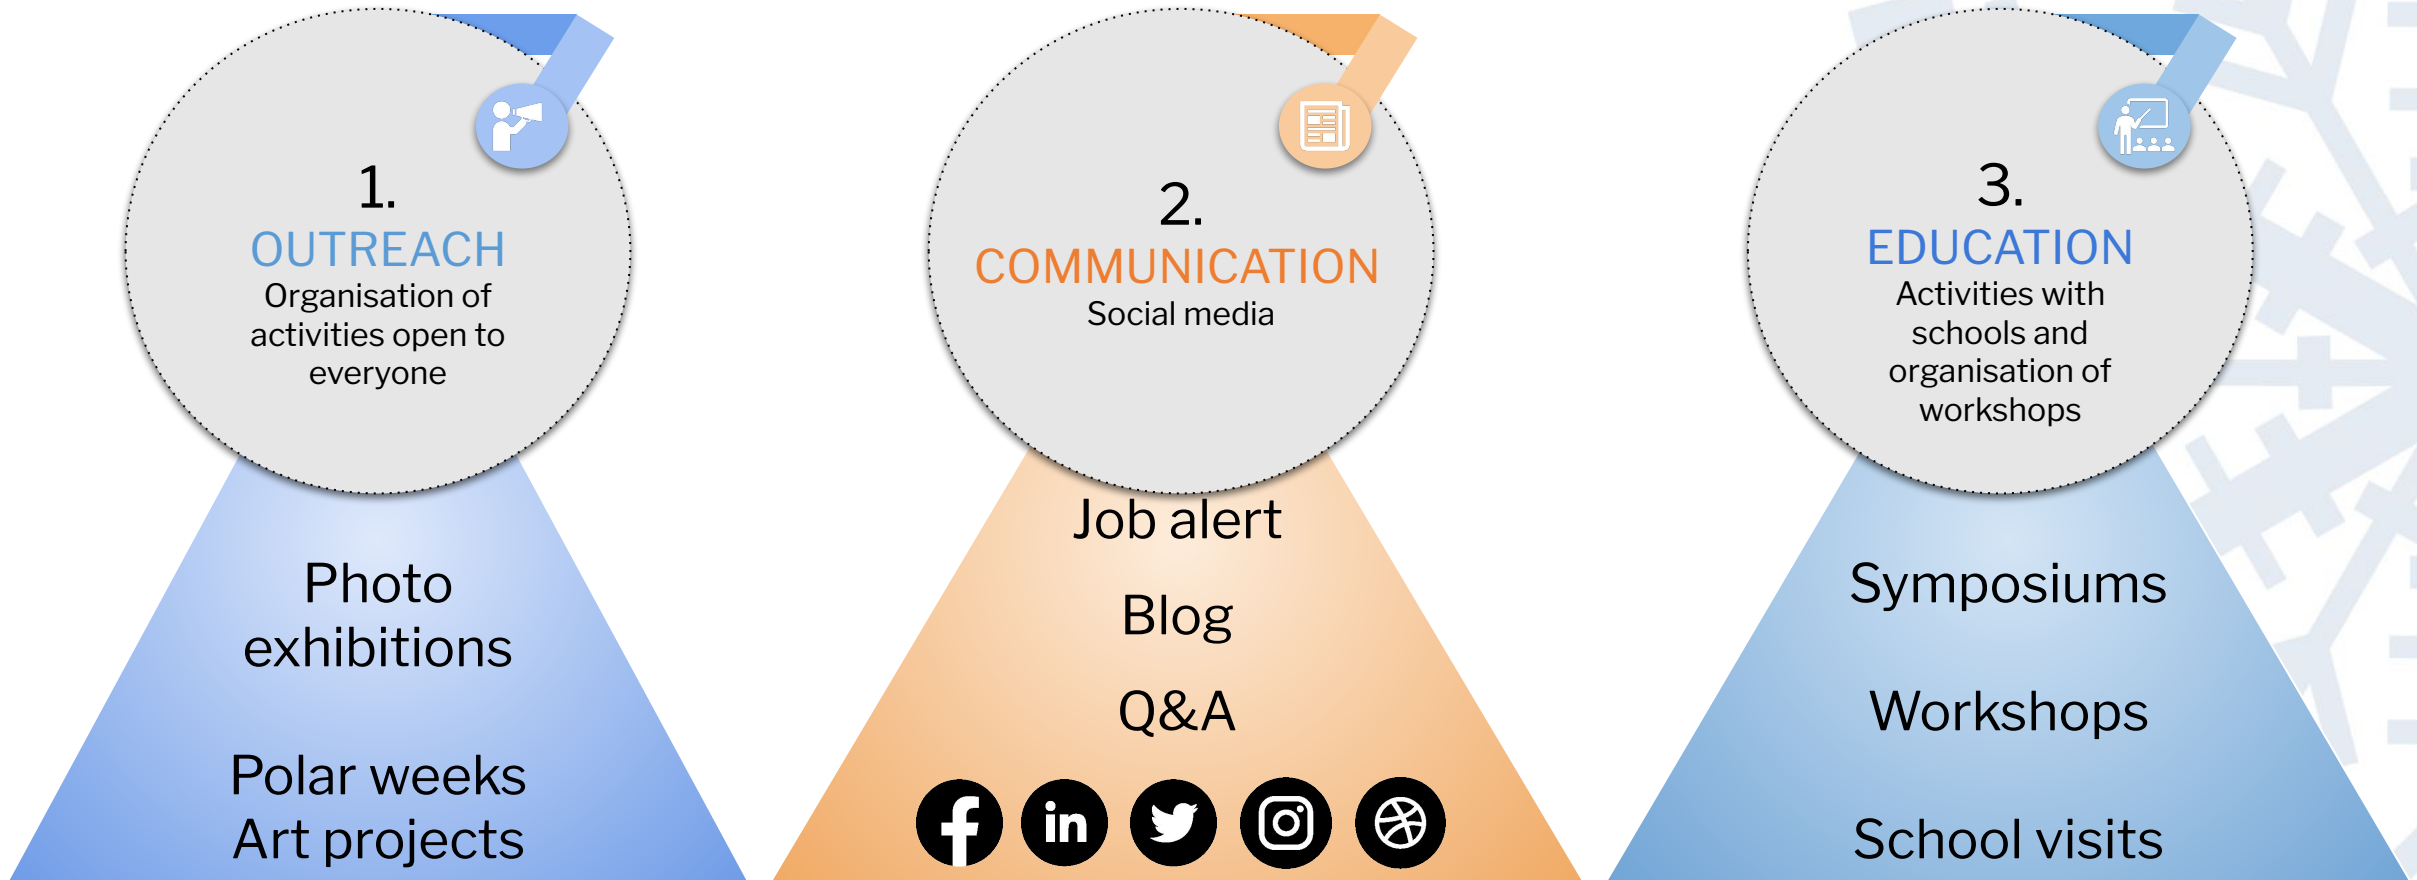 1.
OUTREACH
Organisation of
activities open to
everyone
Photo
exhibitions
Polar weeks
Art projects
2.
COMMUNICATION
Social media
Job alert
Blog
Q&A
f
in
3.
EDUCATION
Activities with
schools and
organisation of
workshops
Symposiums
Workshops
School visits